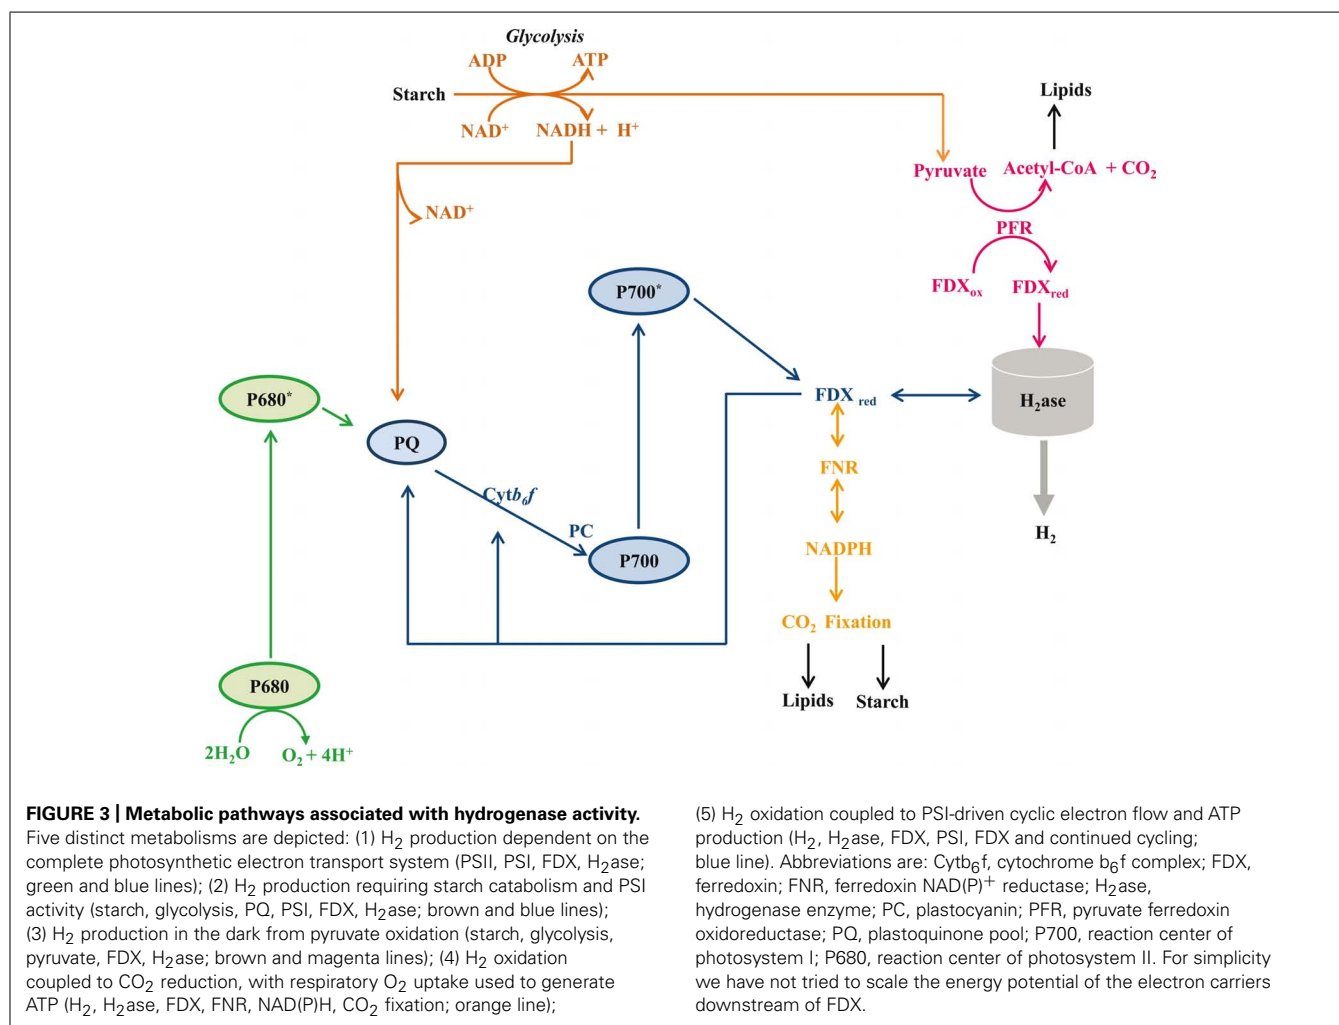 Glycolysis
ADP ATP
Starch
NAD+ NADH + H+
NAD+
Lipids
Pyruvate Acetyl-CoA + CO2
PFR
FDXox FDXred
P700*
P680*
FDX red
H2ase
PQ
Cytb6f
FNR
PC
P700
NADPH
H2
CO2 Fixation
P680
Lipids Starch
2H2O O2 + 4H+
FIGURE 3 | Metabolic pathways associated with hydrogenase activity.
Five distinct metabolisms are depicted: (1) H2 production dependent on the
complete photosynthetic electron transport system (PSII, PSI, FDX, H2ase;
green and blue lines); (2) H2 production requiring starch catabolism and PSI
activity (starch, glycolysis, PQ, PSI, FDX, H2ase; brown and blue lines);
(3) H2 production in the dark from pyruvate oxidation (starch, glycolysis,
pyruvate, FDX, H2ase; brown and magenta lines); (4) H2 oxidation
coupled to CO2 reduction, with respiratory O2 uptake used to generate
ATP (H2, H2ase, FDX, FNR, NAD(P)H, CO2 fixation; orange line);
(5) H2 oxidation coupled to PSI-driven cyclic electron flow and ATP
production (H2, H2ase, FDX, PSI, FDX and continued cycling;
blue line). Abbreviations are: Cytb6f, cytochrome b6f complex; FDX,
ferredoxin; FNR, ferredoxin NAD(P)+ reductase; H2ase,
hydrogenase enzyme; PC, plastocyanin; PFR, pyruvate ferredoxin
oxidoreductase; PQ, plastoquinone pool; P700, reaction center of
photosystem I; P680, reaction center of photosystem II. For simplicity
we have not tried to scale the energy potential of the electron carriers
downstream of FDX.